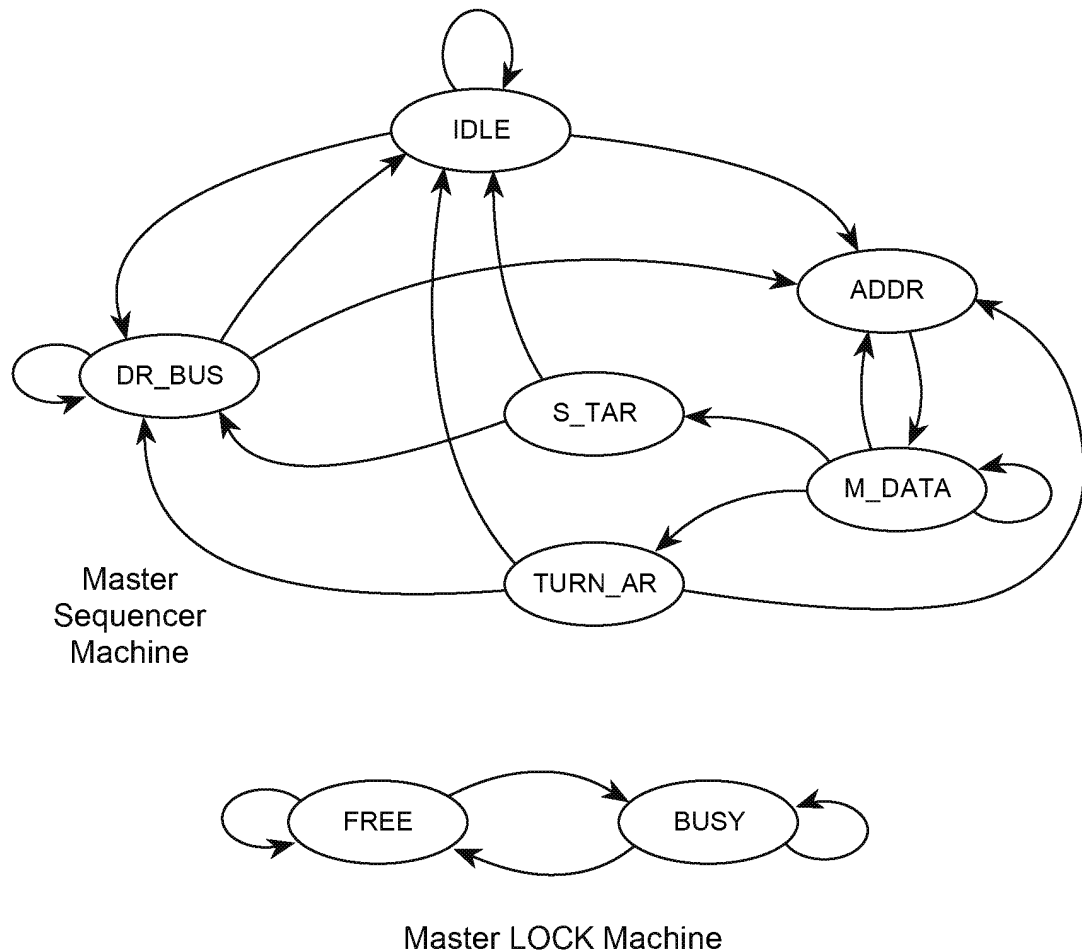 IDLE
ADDR
DR_BUS
S_TAR
M_DATA
TURN_AR
Master
Sequencer
Machine
FREE
BUSY
Master LOCK Machine